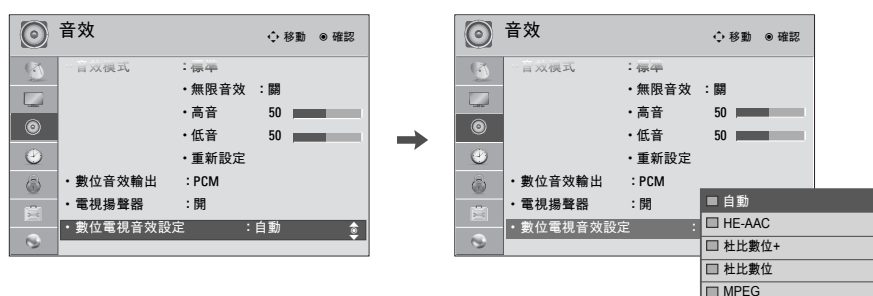 音效
移動 確認
音效模式 : 標準
・無限音效 : 關
・高音 50
・低音 50
・重新設定
・數位音效輸出 : PCM
・電視揚聲器 : 開
・數位電視音效設定 : 自動
音效
移動 確認
音效模式 : 標準
・無限音效 : 關
・高音 50
・低音 50
・重新設定
・數位音效輸出 : PCM
・電視揚聲器 : 開
・數位電視音效設定 :
自動
HE-AAC
杜比數位+
杜比數位
MPEG